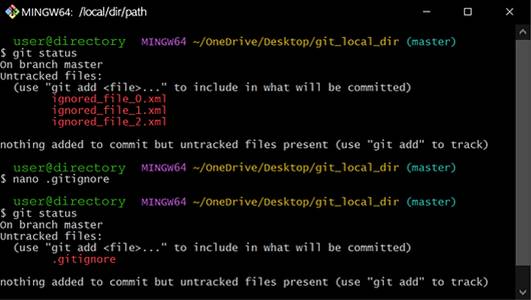 MINGW64: /local/dir/path
user@directory MINGW64 ~/OneDrive/Desktop/git_local_dir (master)
$ git status
On branch master
Untracked files:
(use "git add <file>..." to include in what will be committed)
ignored_file_0.xml
ignored_file_1.xml
ignored_file_2.xml
nothing added to commit but untracked files present (use "git add" to track)
user@directory MINGW64 ~/OneDrive/Desktop/git_local_dir (master)
$ nano .gitignore
user@directory MINGW64 ~/OneDrive/Desktop/git_local_dir (master)
$ git status
On branch master
Untracked files:
(use "git add <file>..." to include in what will be committed)
.gitignore
nothing added to commit but untracked files present (use "git add" to track)